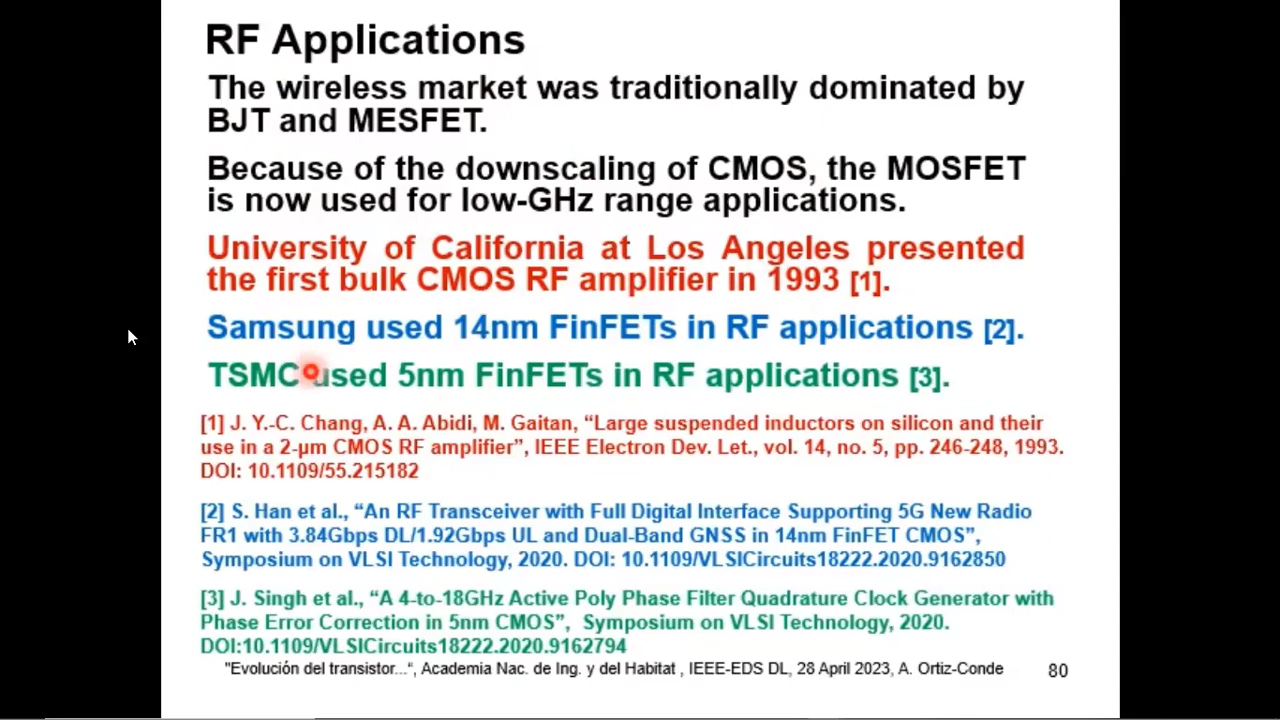 RF Applications
The wireless market was traditionally dominated by
BJT and MESFET.
Because of the downscaling of CMOS, the MOSFET
is now used for low-GHz range applications.
University of California at Los Angeles presented
the first bulk CMOS RF amplifier in 1993 [1].
Samsung used 14nm FinFETs in RF applications [2].
TSMC used 5nm FinFETs in RF applications [3].
[1] J. Y.-C. Chang, A. A. Abidi, M. Gaitan, “Large suspended inductors on silicon and their
use in a 2-μm CMOS RF amplifier”, IEEE Electron Dev. Let., vol. 14, no. 5, pp. 246-248, 1993.
DOI: 10.1109/55.215182
[2] S. Han et al., “An RF Transceiver with Full Digital Interface Supporting 5G New Radio
FR1 with 3.84Gbps DL/1.92Gbps UL and Dual-Band GNSS in 14nm FinFET CMOS”,
Symposium on VLSI Technology, 2020. DOI: 10.1109/VLSICircuits18222.2020.9162850
[3] J. Singh et al., “A 4-to-18GHz Active Poly Phase Filter Quadrature Clock Generator with
Phase Error Correction in 5nm CMOS”, Symposium on VLSI Technology, 2020.
DOI:10.1109/VLSICircuits18222.2020.9162794
"Evolución del transistor...“, Academia Nac. de Ing. y del Habitat , IEEE-EDS DL, 28 April 2023, A. Ortiz-Conde 80